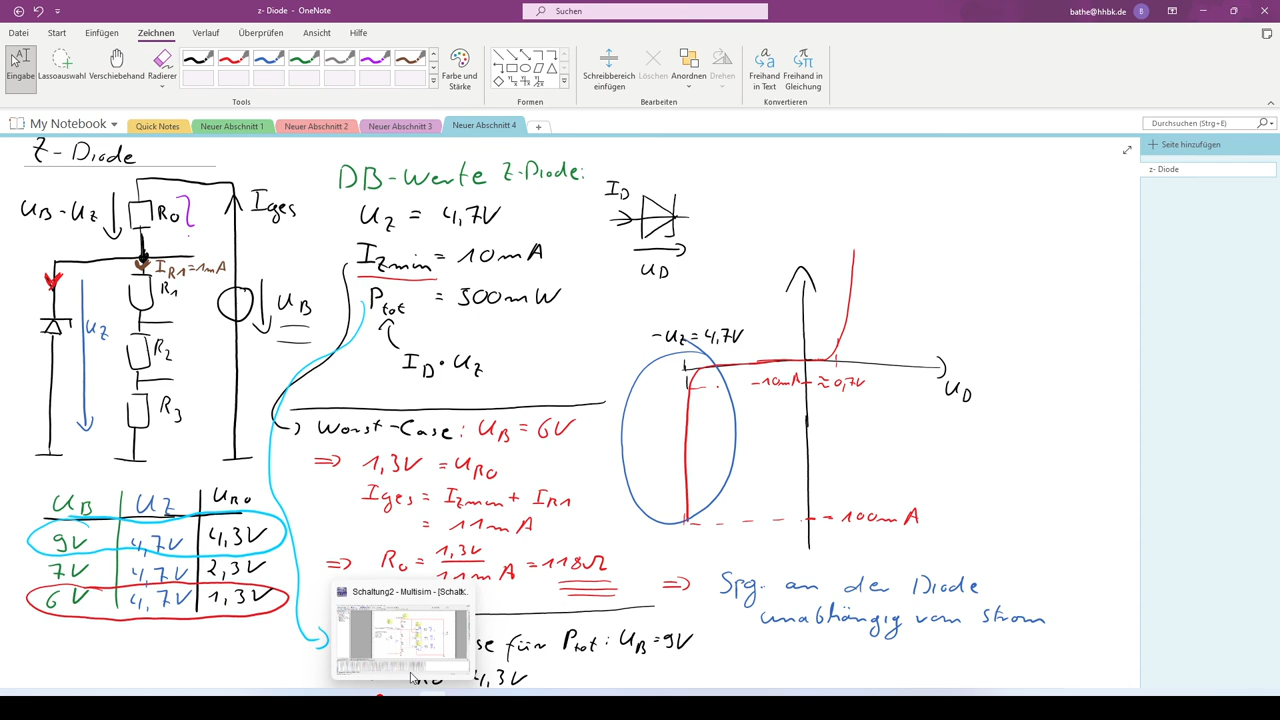 z- Diode - OneNote
Suchen
bathe@hhbk.de
B
Datei
Start
Einfügen
Zeichnen
Verlauf
Überprüfen
Ansicht
Hilfe
Eingabe
Lassoauswahl
Verschiebehand
Radierer
Farbe und Stärke
Schreibbereich einfügen
Löschen
Anordnen
Drehen
Freihand in Text
Freihand in Gleichung
Tools
Formen
Bearbeiten
Konvertieren
My Notebook
Quick Notes
Neuer Abschnitt 1
Neuer Abschnitt 2
Neuer Abschnitt 3
Neuer Abschnitt 4
Durchsuchen (Strg+E)
Seite hinzufügen
z- Diode
Z-Diode
UB-UZ
R0 ?
Iges
IR1=1mA
R1
UZ
UB
R2
R3
DB-Werte Z-Diode:
UZ = 4,7V
IZmin = 10mA
Ptot = 300mW
ID·UZ
ID
UD
-UZ=4,7V
-10mA
≈0,7V
UD
-100mA
Worst-Case: UB=6V
=> 1,3V = UR0
Iges = IZmin + IR1
= 11mA
=> R0 = 1,3V / 11mA = 118Ω
=> Spg. an der Diode
unabhängig vom Strom
UB UZ UR0
9V 4,7V 4,3V
7V 4,7V 2,3V
6V 4,7V 1,3V
Schaltung2 - Multisim - [Schalt...
se für Ptot: UB=9V
4,3V